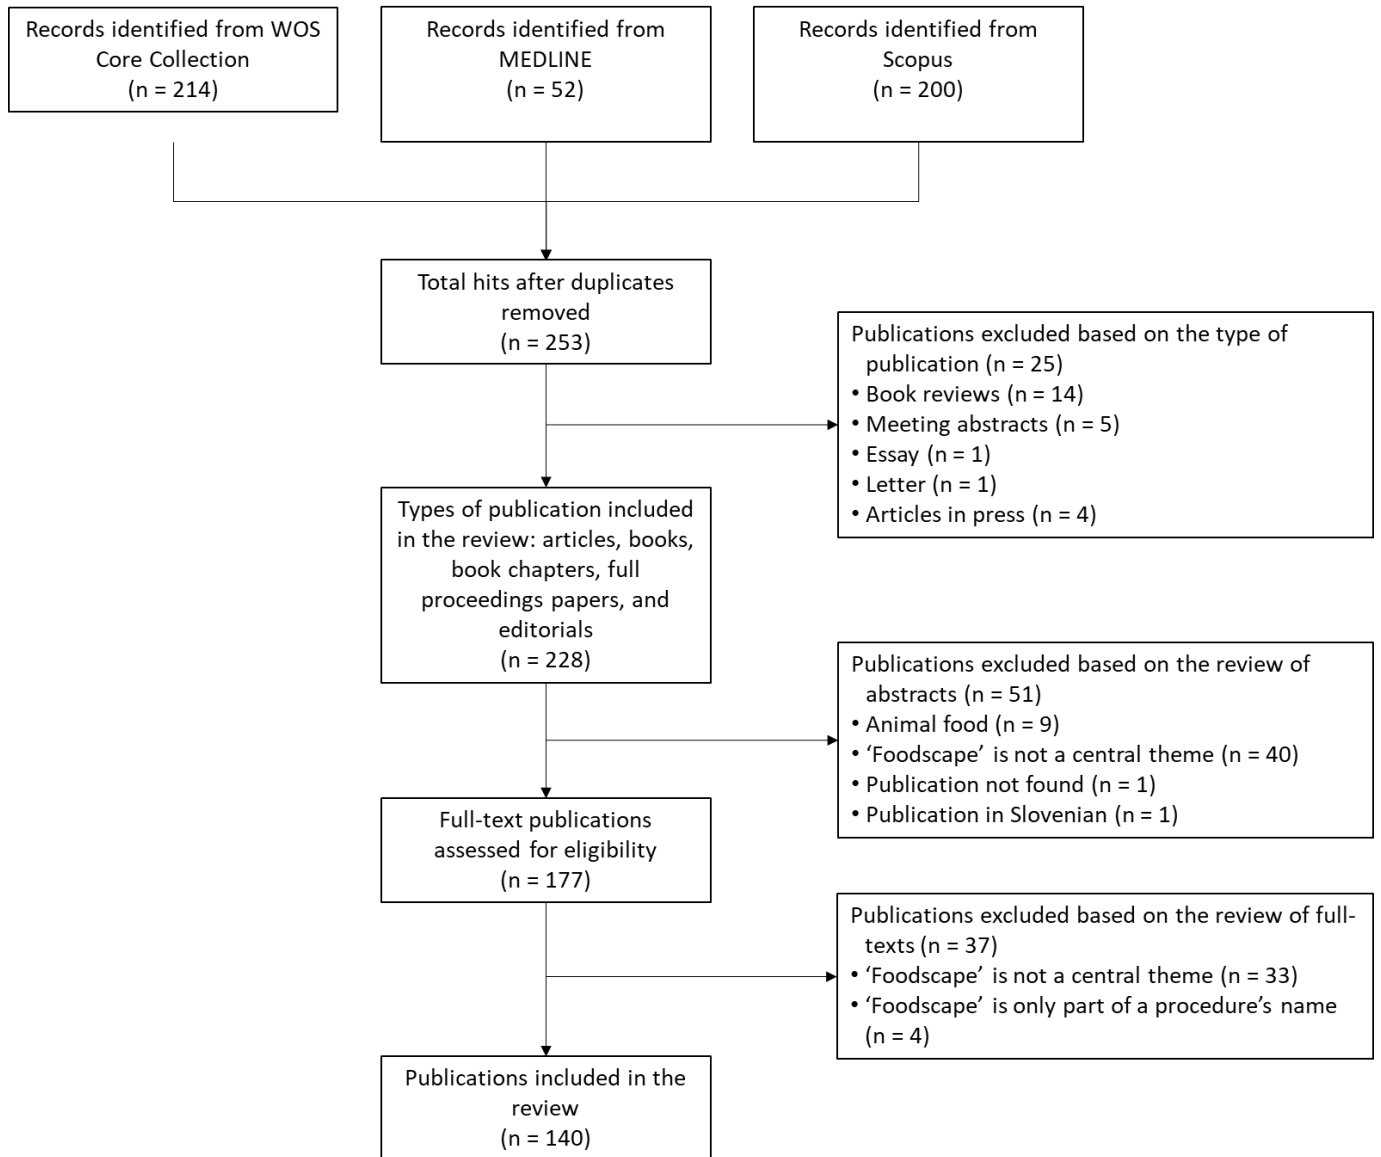 Records identified from WOS
Core Collection
(n = 214)
Records identified from
MEDLINE
(n = 52)
Records identified from
Scopus
(n = 200)
Total hits after duplicates
removed
(n = 253)
Publications excluded based on the type of
publication (n = 25)
• Book reviews (n = 14)
• Meeting abstracts (n = 5)
• Essay (n = 1)
• Letter (n = 1)
• Articles in press (n = 4)
Types of publication included
in the review: articles, books,
book chapters, full
proceedings papers, and
editorials
(n = 228)
Publications excluded based on the review of
abstracts (n = 51)
• Animal food (n = 9)
• ‘Foodscape’ is not a central theme (n = 40)
• Publication not found (n = 1)
• Publication in Slovenian (n = 1)
Full-text publications
assessed for eligibility
(n = 177)
Publications excluded based on the review of full-
texts (n = 37)
• ‘Foodscape’ is not a central theme (n = 33)
• ‘Foodscape’ is only part of a procedure’s name
(n = 4)
Publications included in the
review
(n = 140)